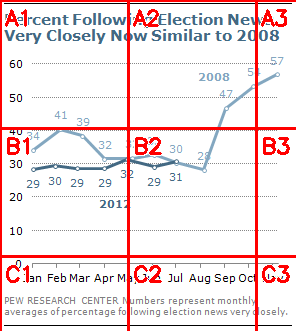 Percent Following Election News
Very Closely Now Similar to 2008
A1 A2 A3
60
2008 53 57
50
47
41 39
40
34 32 32 30 28
B1 B2 B3
30
29 30 29 29 32 29 31
20
2012
10
0
C1 C2 C3
Jan Feb Mar Apr May Jun Jul Aug Sep Oct
PEW RESEARCH CENTER Numbers represent monthly
averages of percentage following election news very closely.